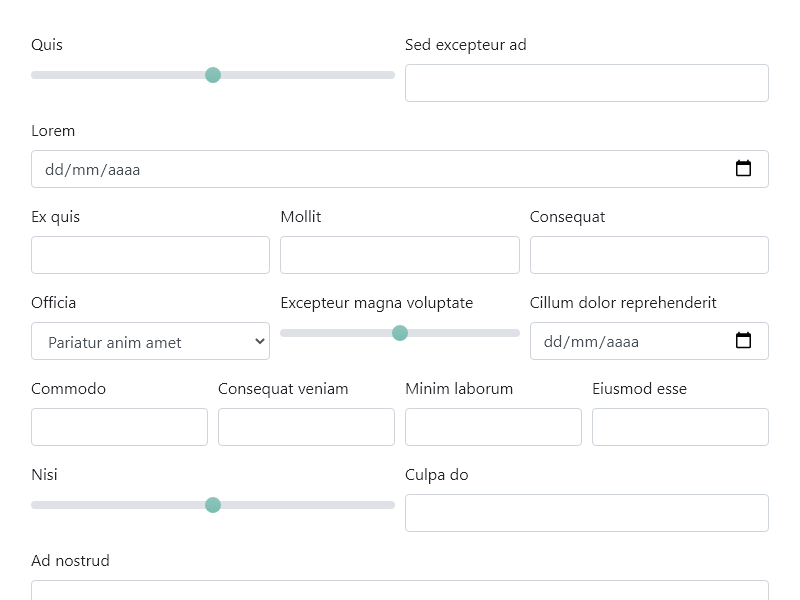 Quis
Sed excepteur ad
Lorem
dd/mm/aaaa
Ex quis
Mollit
Consequat
Officia
Excepteur magna voluptate
Cillum dolor reprehenderit
Pariatur anim amet
dd/mm/aaaa
Commodo
Consequat veniam
Minim laborum
Eiusmod esse
Nisi
Culpa do
Ad nostrud